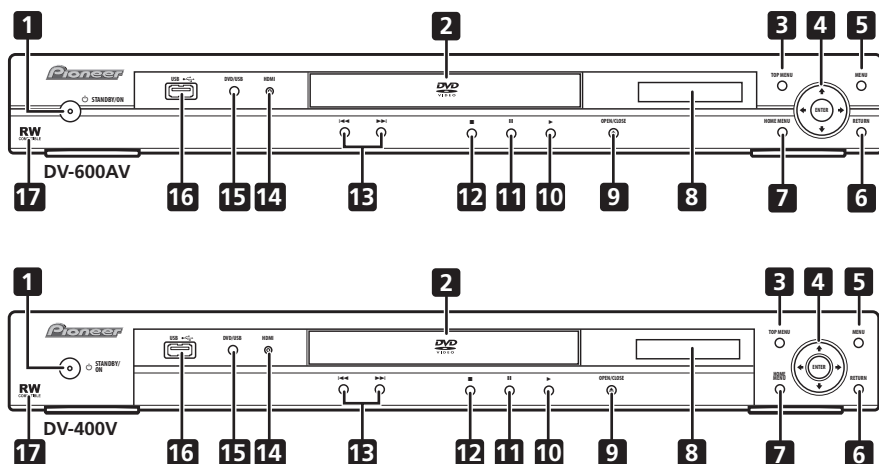 1 2 3 4 5
Pioneer
USB DVD/USB HDMI
DVD
VIDEO
TOP MENU MENU
STANDBY/ON
ENTER
HOME MENU RETURN
OPEN/CLOSE
RW
COMPATIBLE
DV-600AV
17 16 15 14 13 12 11 10 9 8 7 6
1 2 3 4 5
Pioneer
USB DVD/USB HDMI
DVD
VIDEO
TOP MENU MENU
STANDBY/
ON
ENTER
HOME
MENU
RETURN
OPEN/CLOSE
RW
COMPATIBLE
DV-400V
17 16 15 14 13 12 11 10 9 8 7 6